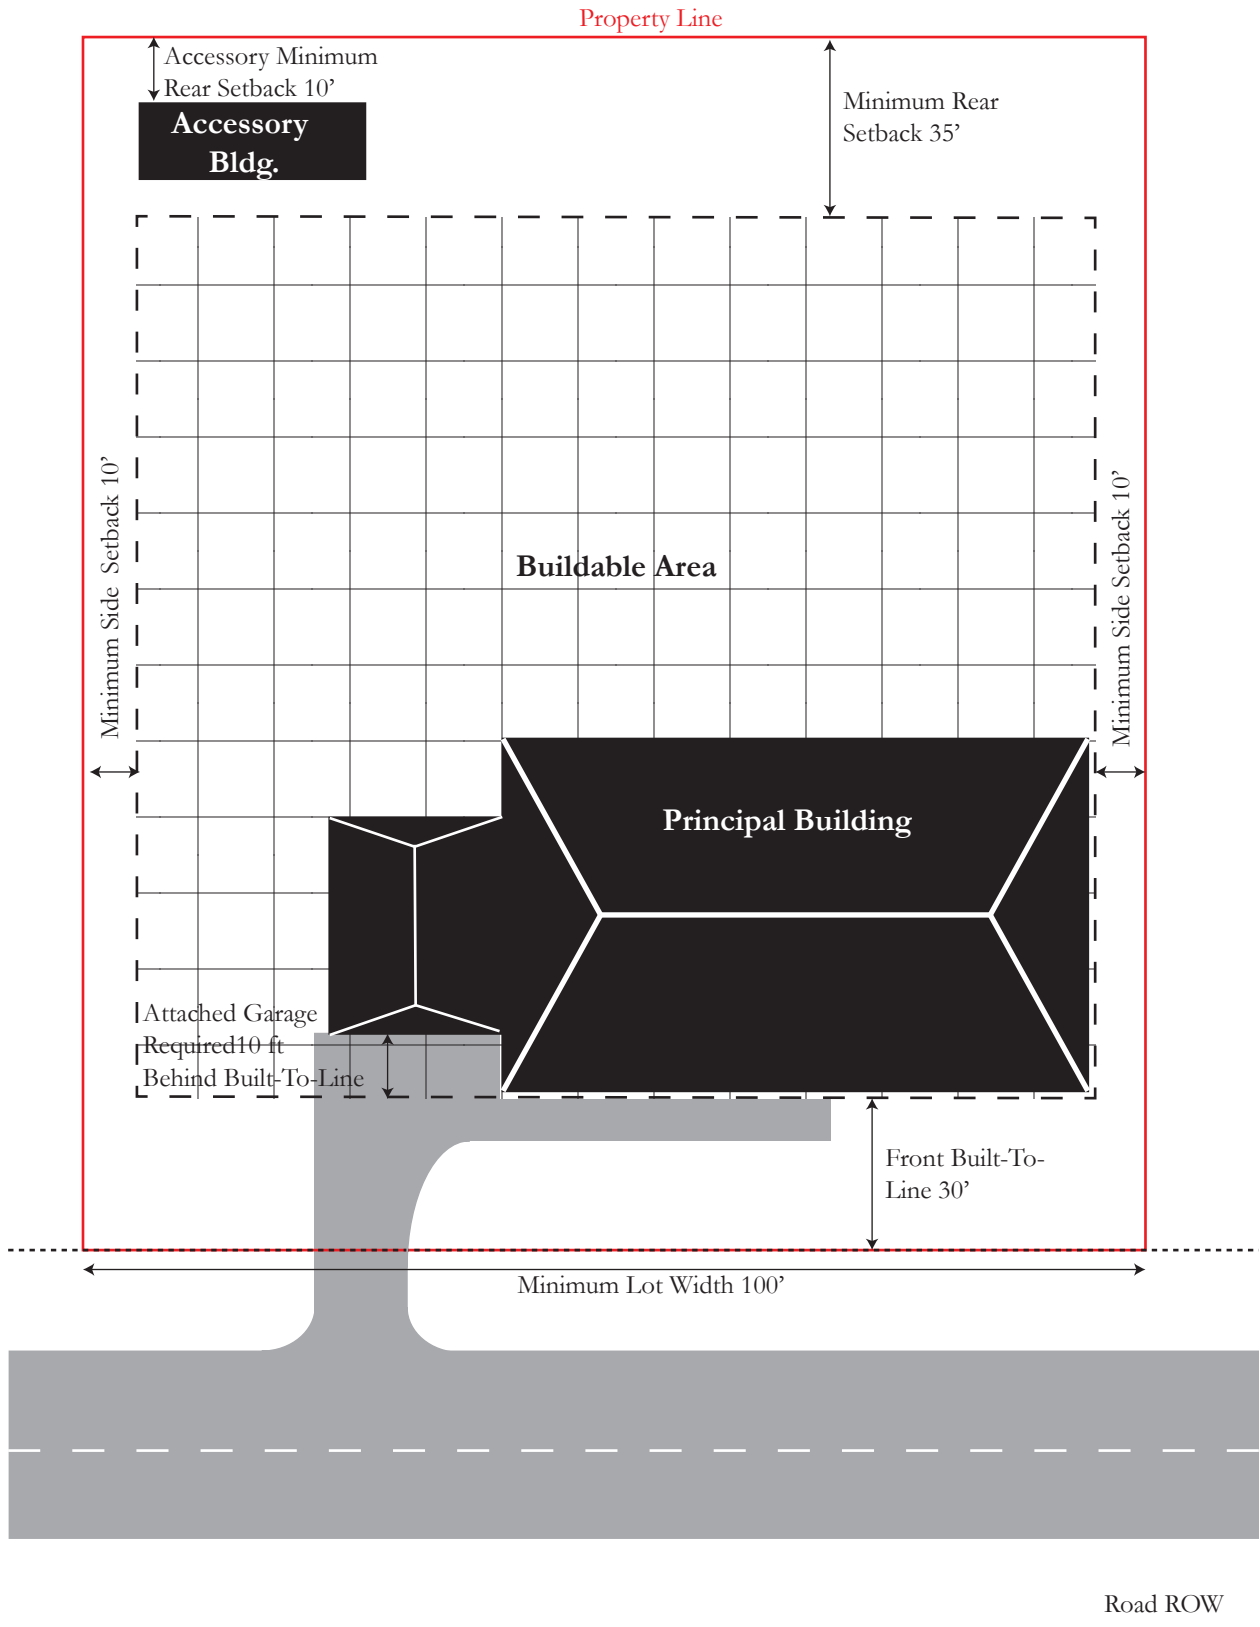 Property Line
Accessory Minimum
Rear Setback 10’
Accessory
Bldg.
Minimum Rear
Setback 35’
Minimum Side  Setback 10’
Minimum Side Setback 10’
Buildable Area
Principal Building
Attached Garage
Required10 ft
Behind Built-To-Line
Front Built-To-
Line 30’
Minimum Lot Width 100’
Road ROW